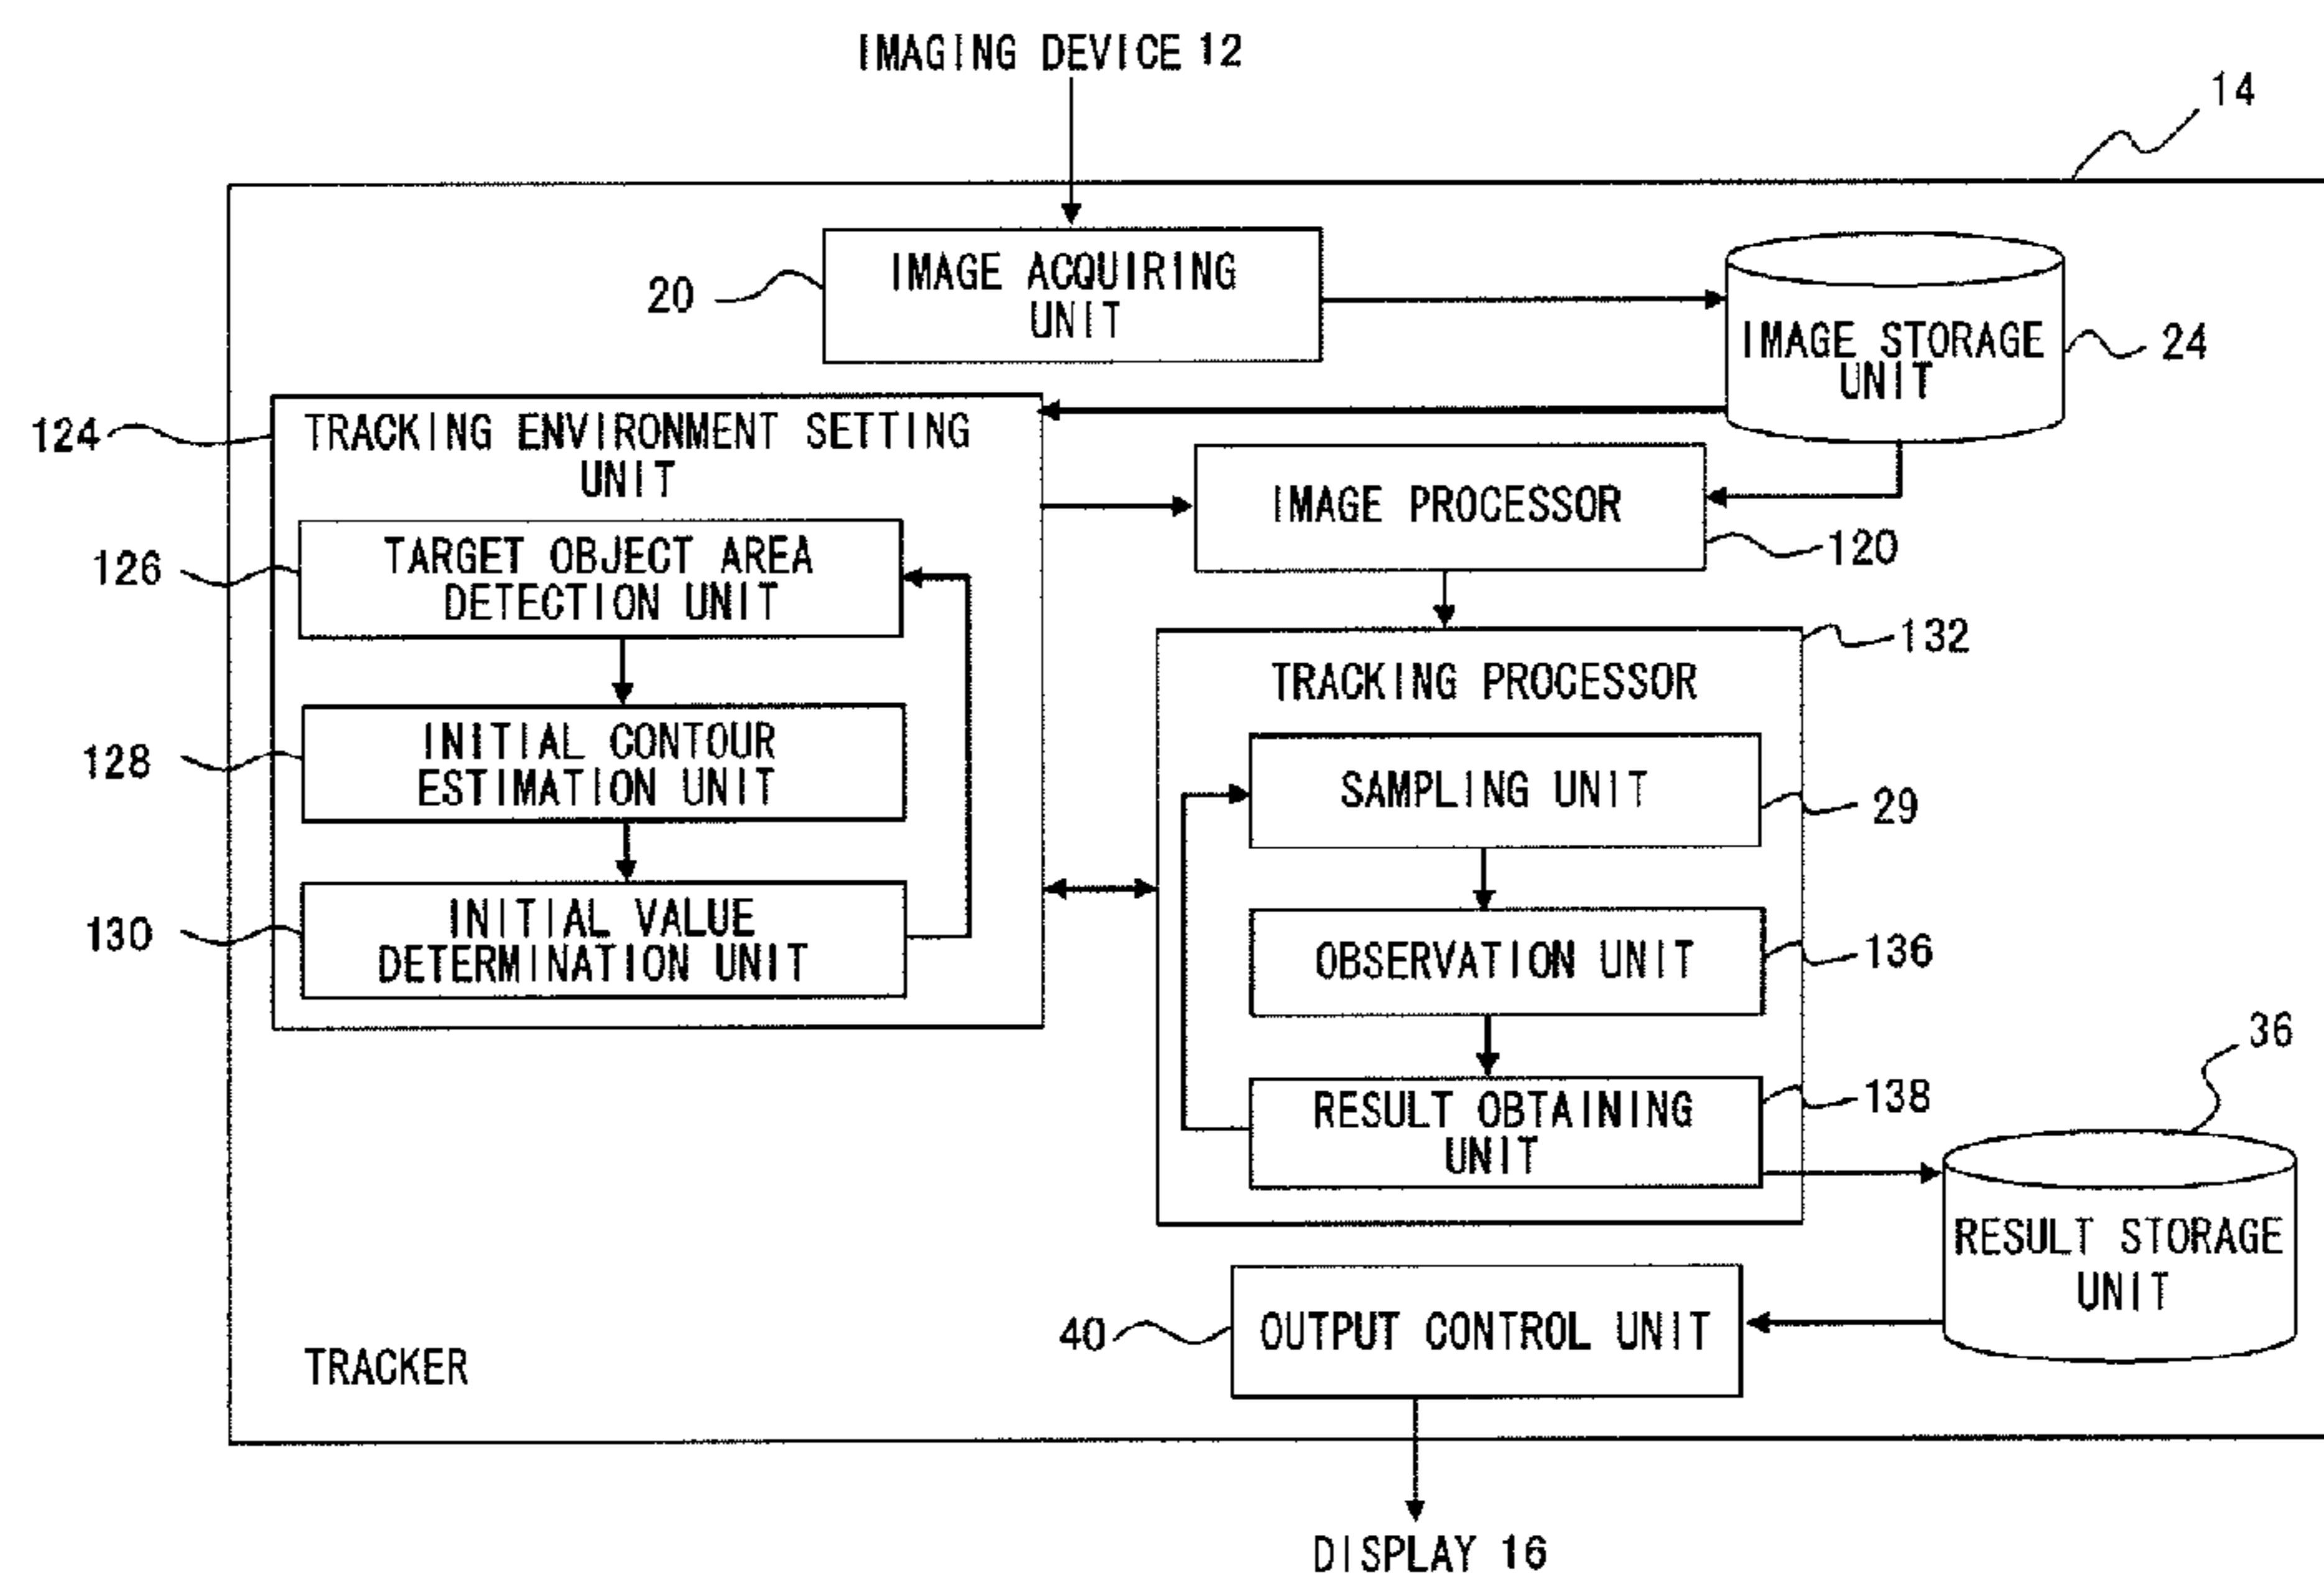 IMAGING DEVICE 12
14
20
IMAGE ACQUIRING
UNIT
IMAGE STORAGE
UNIT
24
124
TRACKING ENVIRONMENT SETTING
UNIT
IMAGE PROCESSOR
120
126
TARGET OBJECT AREA
DETECTION UNIT
132
TRACKING PROCESSOR
128
INITIAL CONTOUR
ESTIMATION UNIT
SAMPLING UNIT
29
130
INITIAL VALUE
DETERMINATION UNIT
OBSERVATION UNIT
136
36
RESULT OBTAINING
UNIT
138
RESULT STORAGE
UNIT
40
OUTPUT CONTROL UNIT
TRACKER
DISPLAY 16